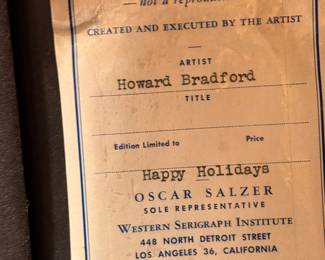 — not a reproduc
CREATED AND EXECUTED BY THE ARTIST
ARTIST
Howard Bradford
TITLE
Edition Limited to Price
Happy Holidays
OSCAR SALZER
SOLE REPRESENTATIVE
WESTERN SERIGRAPH INSTITUTE
448 NORTH DETROIT STREET
LOS ANGELES 36, CALIFORNIA